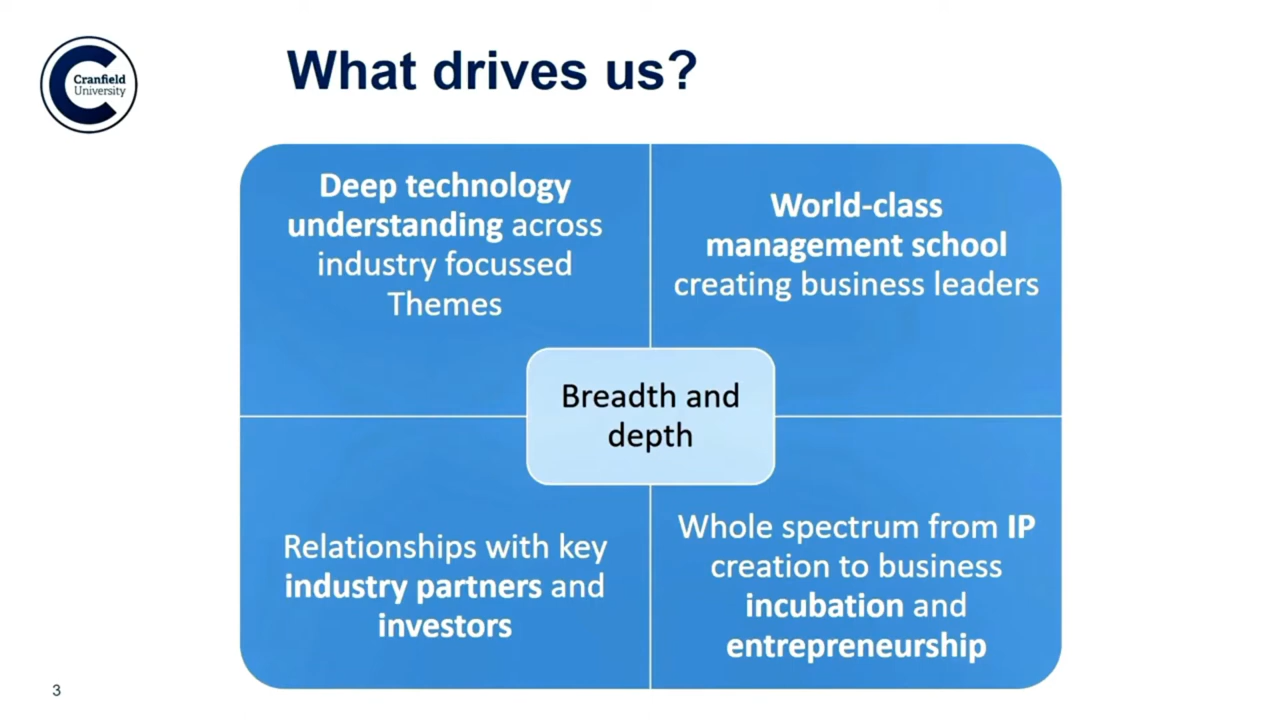 Cranfield
University
What drives us?
Deep technology
understanding across
industry focussed
Themes
World-class
management school
creating business leaders
Breadth and
depth
Relationships with key
industry partners and
investors
Whole spectrum from IP
creation to business
incubation and
entrepreneurship
3